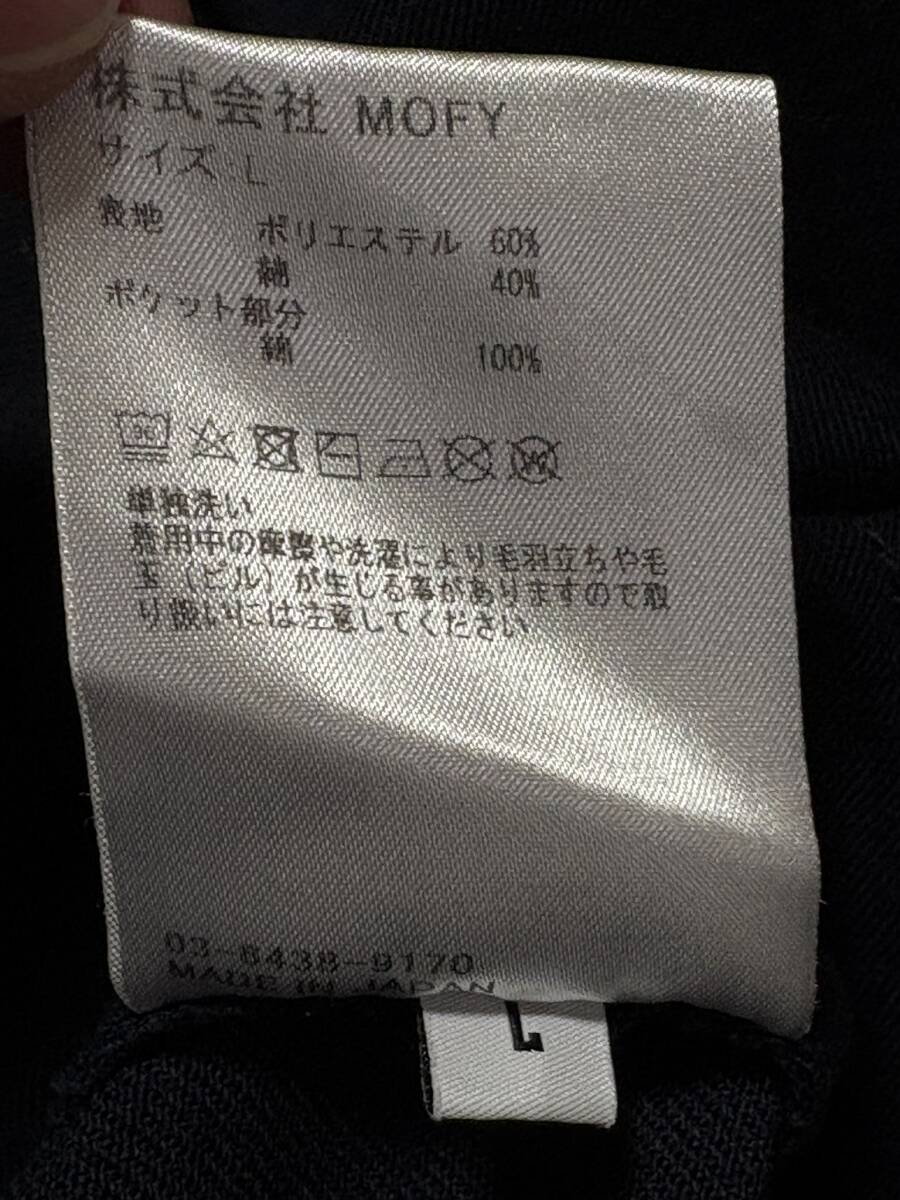 株式会社 MOFY
サイズ L
表地 ポリエステル 60%
綿 40%
ポケット部分
綿 100%
単独洗い
着用中の摩擦や洗濯により毛羽立ちや毛
玉（ピル）が生じる事がありますので取
り扱いには注意してください
03-6438-9170
MADE IN JAPAN
L